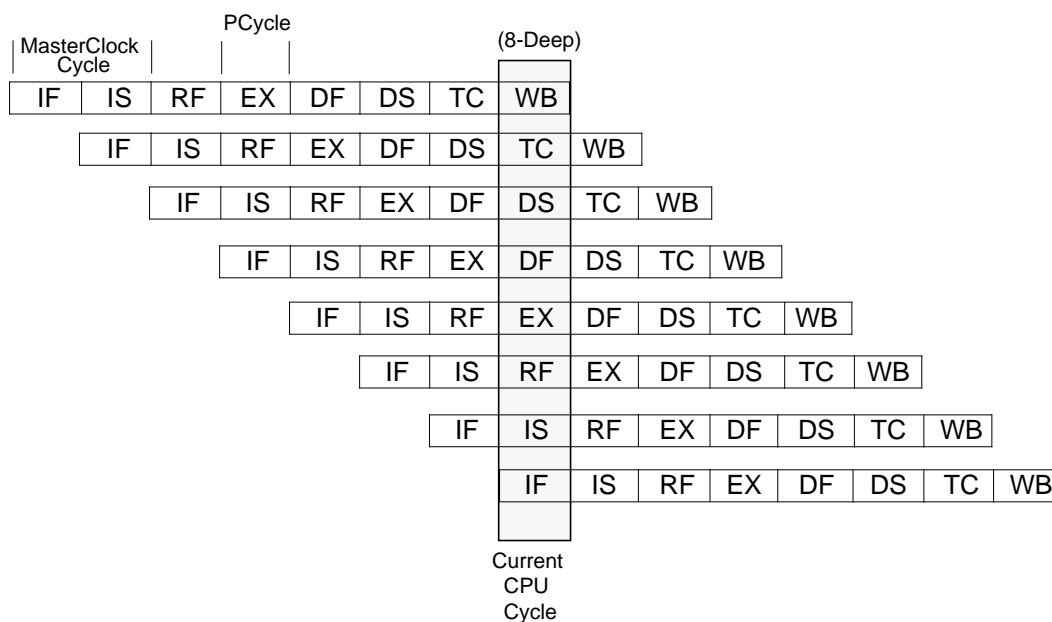 PCycle
MasterClock
Cycle
(8-Deep)
IF IS RF EX DF DS TC WB
IF IS RF EX DF DS TC WB
IF IS RF EX DF DS TC WB
IF IS RF EX DF DS TC WB
IF IS RF EX DF DS TC WB
IF IS RF EX DF DS TC WB
IF IS RF EX DF DS TC WB
IF IS RF EX DF DS TC WB
Current
CPU
Cycle